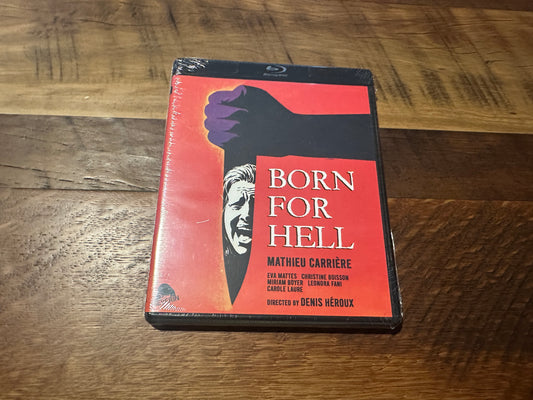 BORN
FOR
HELL
MATHIEU CARRIÈRE
EVA MATTES CHRISTINE BOISSON
MIRIAM BOYER LEONORA FANI
CAROLE LAURE
DIRECTED BY DENIS HÉROUX